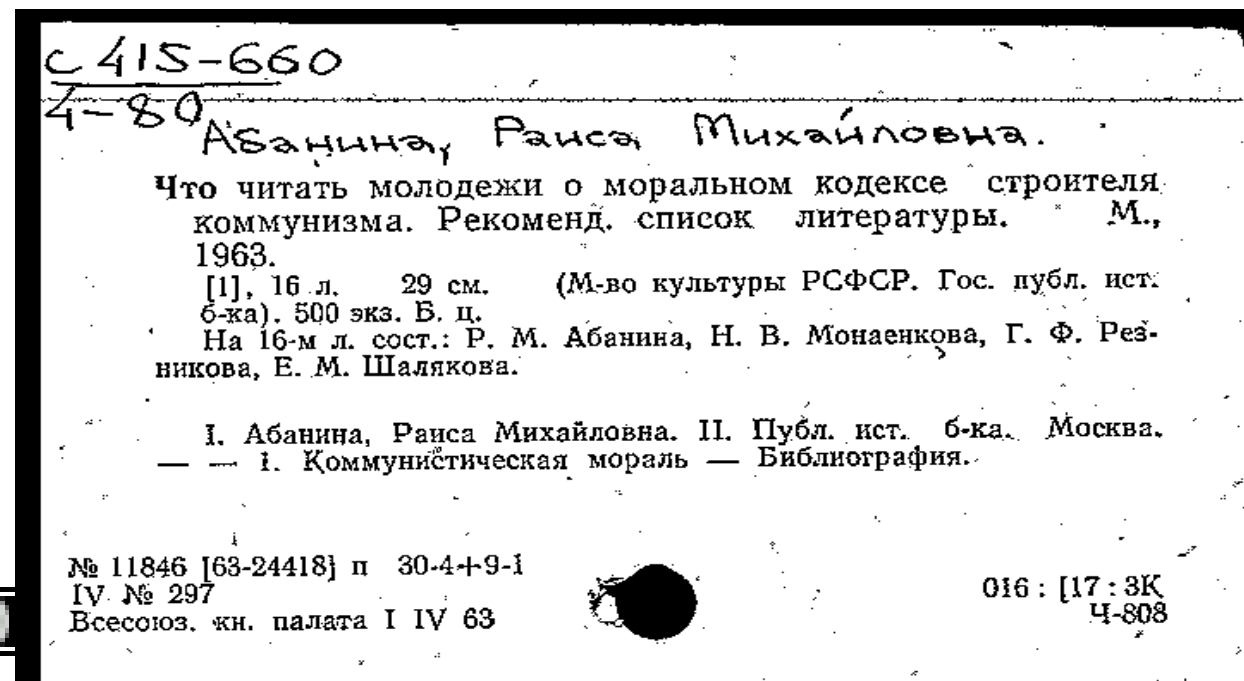 с 415-660
4-80
Абанина, Раиса Михайловна.
Что читать молодежи о моральном кодексе строителя
коммунизма. Рекоменд. список литературы. М.,
1963.
[1], 16 л. 29 см. (М-во культуры РСФСР. Гос. публ. ист.
б-ка). 500 экз. Б. ц.
На 16-м л. сост.: Р. М. Абанина, Н. В. Монаенкова, Г. Ф. Рез-
никова, Е. М. Шалякова.
I. Абанина, Раиса Михайловна. II. Публ. ист. б-ка. Москва.
— — 1. Коммунистическая мораль — Библиография.
№ 11846 [63-24418] п 30-4+9-1
IV № 297
Всесоюз. кн. палата I IV 63
016 : [17 : 3К
Ч-808